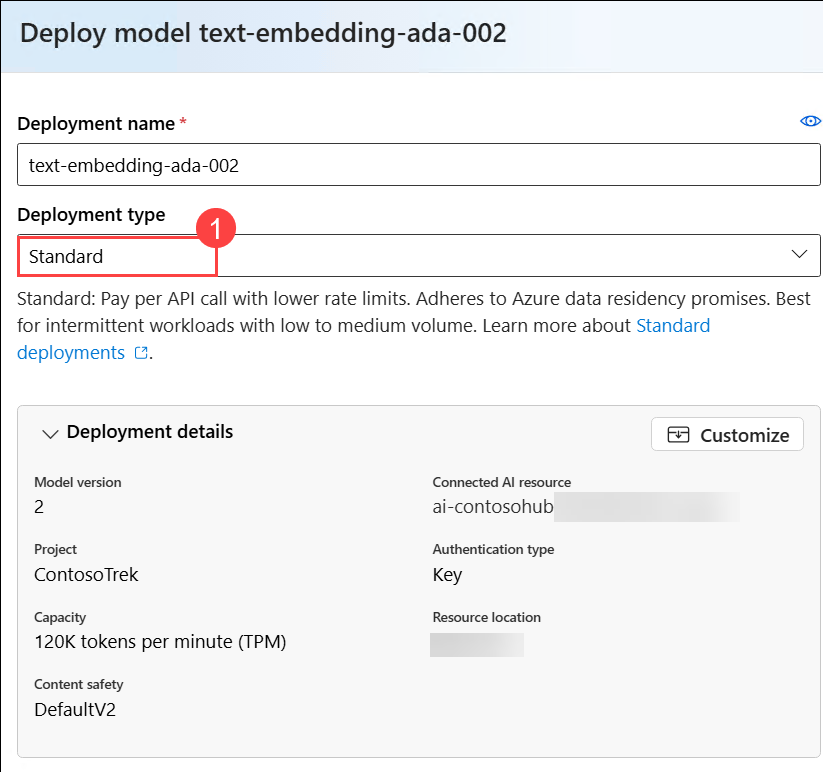 Deploy model text-embedding-ada-002
Deployment name *
text-embedding-ada-002
Deployment type
1
Standard
Standard: Pay per API call with lower rate limits. Adheres to Azure data residency promises. Best
for intermittent workloads with low to medium volume. Learn more about Standard
deployments.
Deployment details
Customize
Model version
2
Connected AI resource
ai-contosohub
Project
ContosoTrek
Authentication type
Key
Capacity
120K tokens per minute (TPM)
Resource location
Content safety
DefaultV2